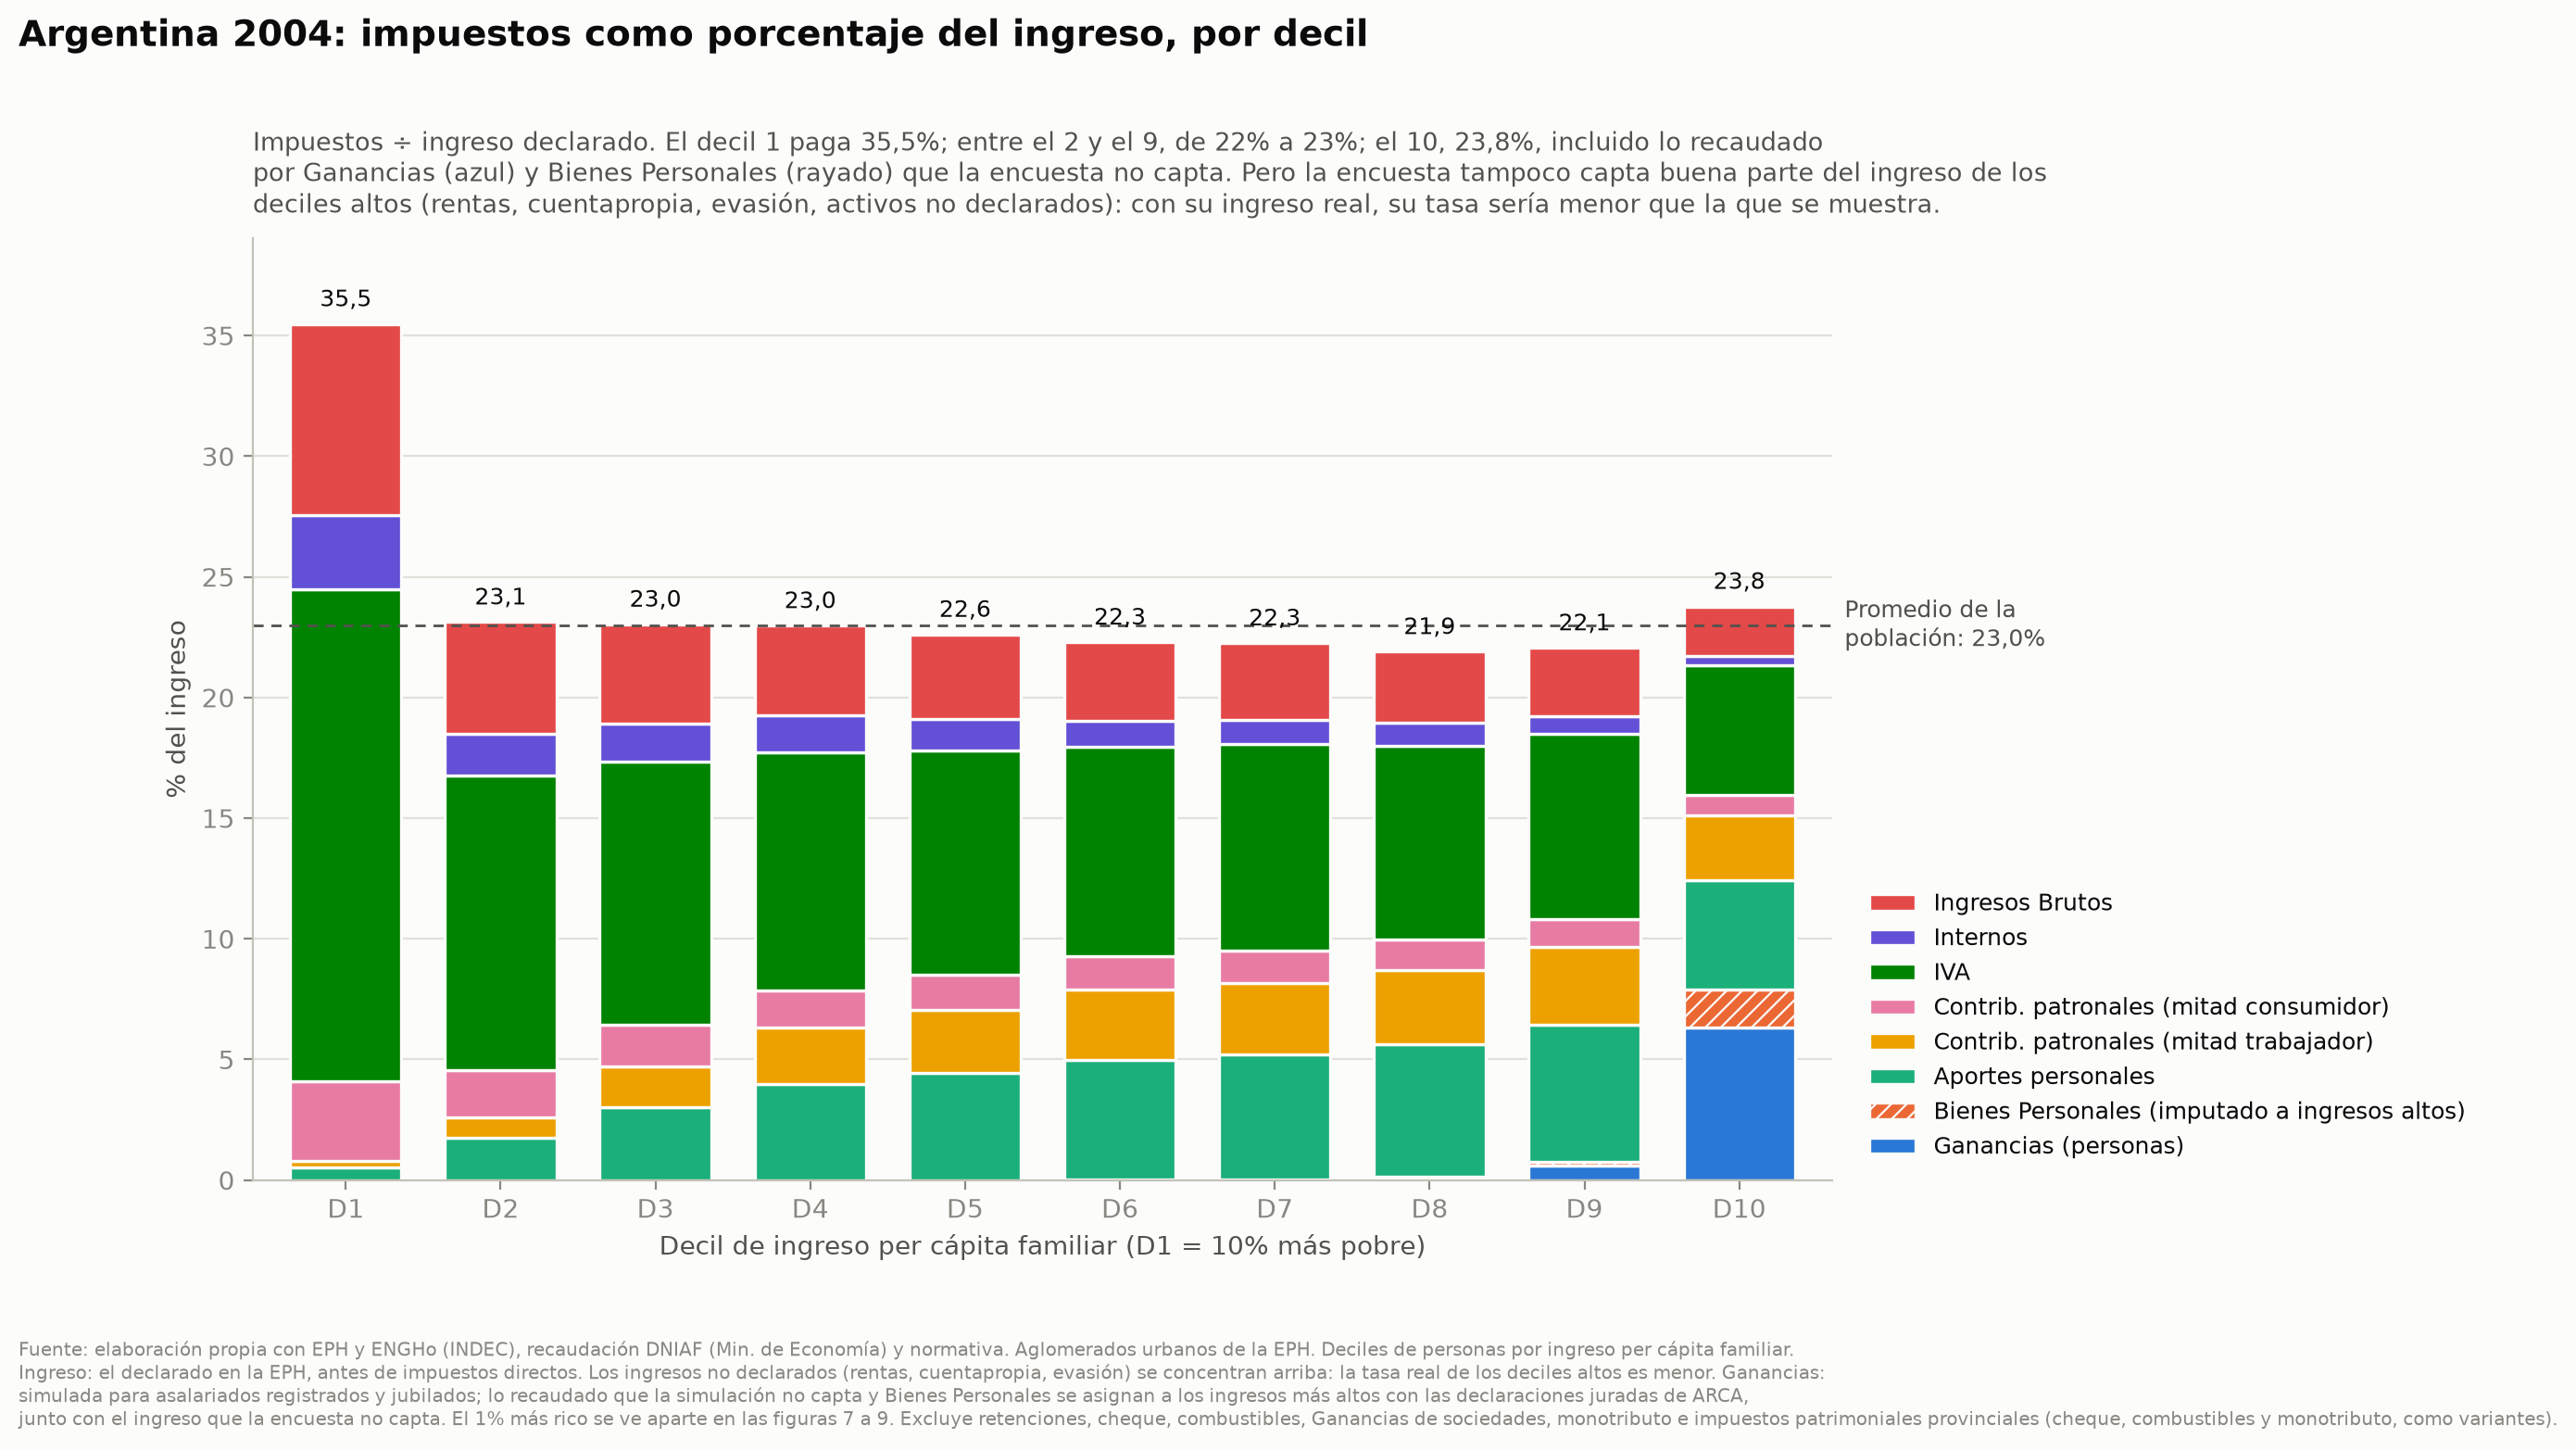 Argentina 2004: impuestos como porcentaje del ingreso, por decil
Impuestos ÷ ingreso declarado. El decil 1 paga 35,5%; entre el 2 y el 9, de 22% a 23%; el 10, 23,8%, incluido lo recaudado
por Ganancias (azul) y Bienes Personales (rayado) que la encuesta no capta. Pero la encuesta tampoco capta buena parte del ingreso de los
deciles altos (rentas, cuentapropia, evasión, activos no declarados): con su ingreso real, su tasa sería menor que la que se muestra.
% del ingreso
35
30
25
20
15
10
5
0
35,5
23,1
23,0
23,0
22,6
22,3
22,3
21,9
22,1
23,8
Promedio de la
población: 23,0%
Ingresos Brutos
Internos
IVA
Contrib. patronales (mitad consumidor)
Contrib. patronales (mitad trabajador)
Aportes personales
Bienes Personales (imputado a ingresos altos)
Ganancias (personas)
D1
D2
D3
D4
D5
D6
D7
D8
D9
D10
Decil de ingreso per cápita familiar (D1 = 10% más pobre)
Fuente: elaboración propia con EPH y ENGHo (INDEC), recaudación DNIAF (Min. de Economía) y normativa. Aglomerados urbanos de la EPH. Deciles de personas por ingreso per cápita familiar.
Ingreso: el declarado en la EPH, antes de impuestos directos. Los ingresos no declarados (rentas, cuentapropia, evasión) se concentran arriba: la tasa real de los deciles altos es menor. Ganancias:
simulada para asalariados registrados y jubilados; lo recaudado que la simulación no capta y Bienes Personales se asignan a los ingresos más altos con las declaraciones juradas de ARCA,
junto con el ingreso que la encuesta no capta. El 1% más rico se ve aparte en las figuras 7 a 9. Excluye retenciones, cheque, combustibles, Ganancias de sociedades, monotributo e impuestos patrimoniales provinciales (cheque, combustibles y monotributo, como variantes).